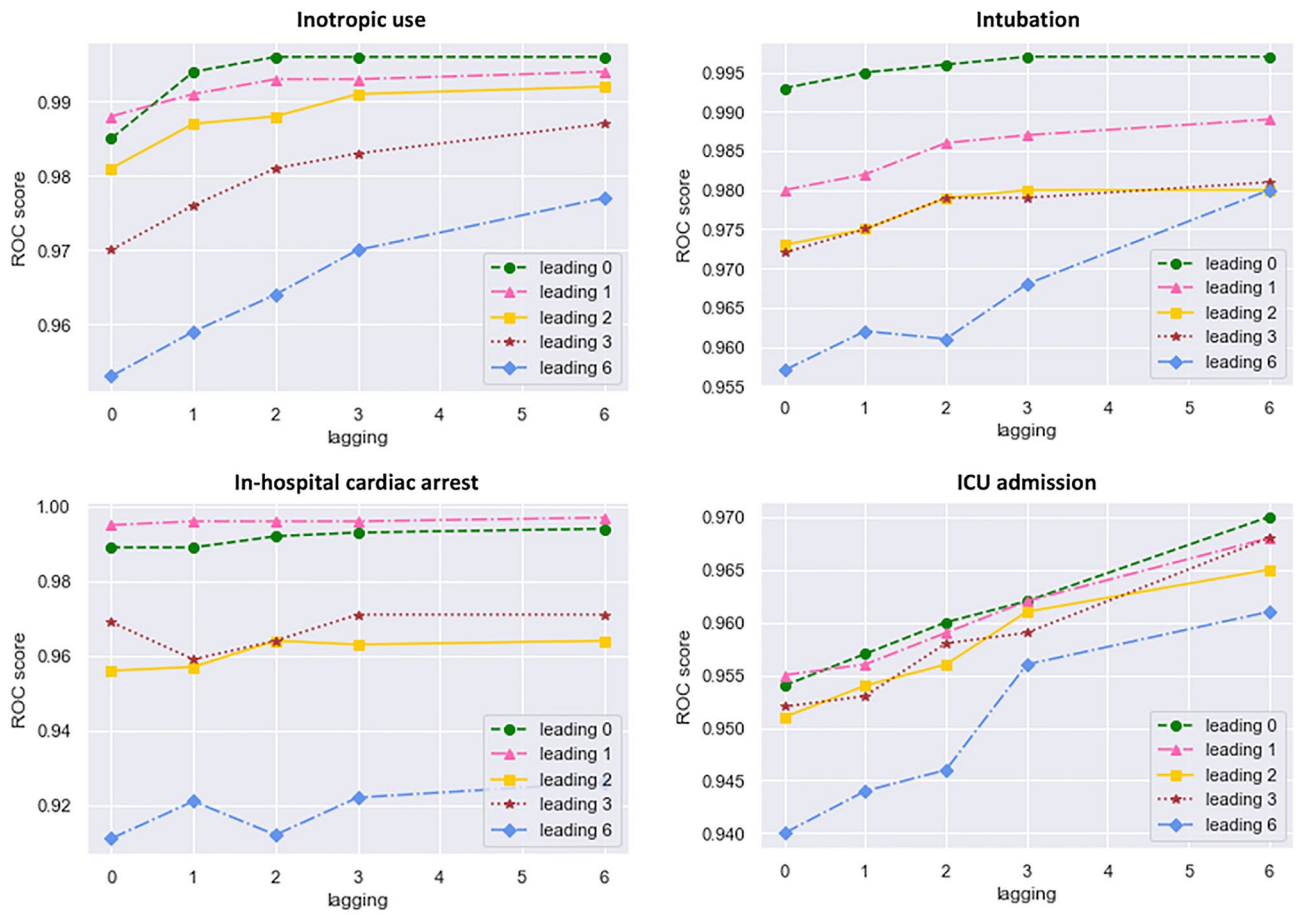 Inotropic use
ROC score
0.99
0.98
0.97
0.96
leading 0
leading 1
leading 2
leading 3
leading 6
0 1 2 3 4 5 6
lagging
Intubation
ROC score
0.995
0.990
0.985
0.980
0.975
0.970
0.965
0.960
0.955
leading 0
leading 1
leading 2
leading 3
leading 6
0 1 2 3 4 5 6
lagging
In-hospital cardiac arrest
ROC score
1.00
0.98
0.96
0.94
0.92
leading 0
leading 1
leading 2
leading 3
leading 6
0 1 2 3 4 5 6
lagging
ICU admission
ROC score
0.970
0.965
0.960
0.955
0.950
0.945
0.940
leading 0
leading 1
leading 2
leading 3
leading 6
0 1 2 3 4 5 6
lagging